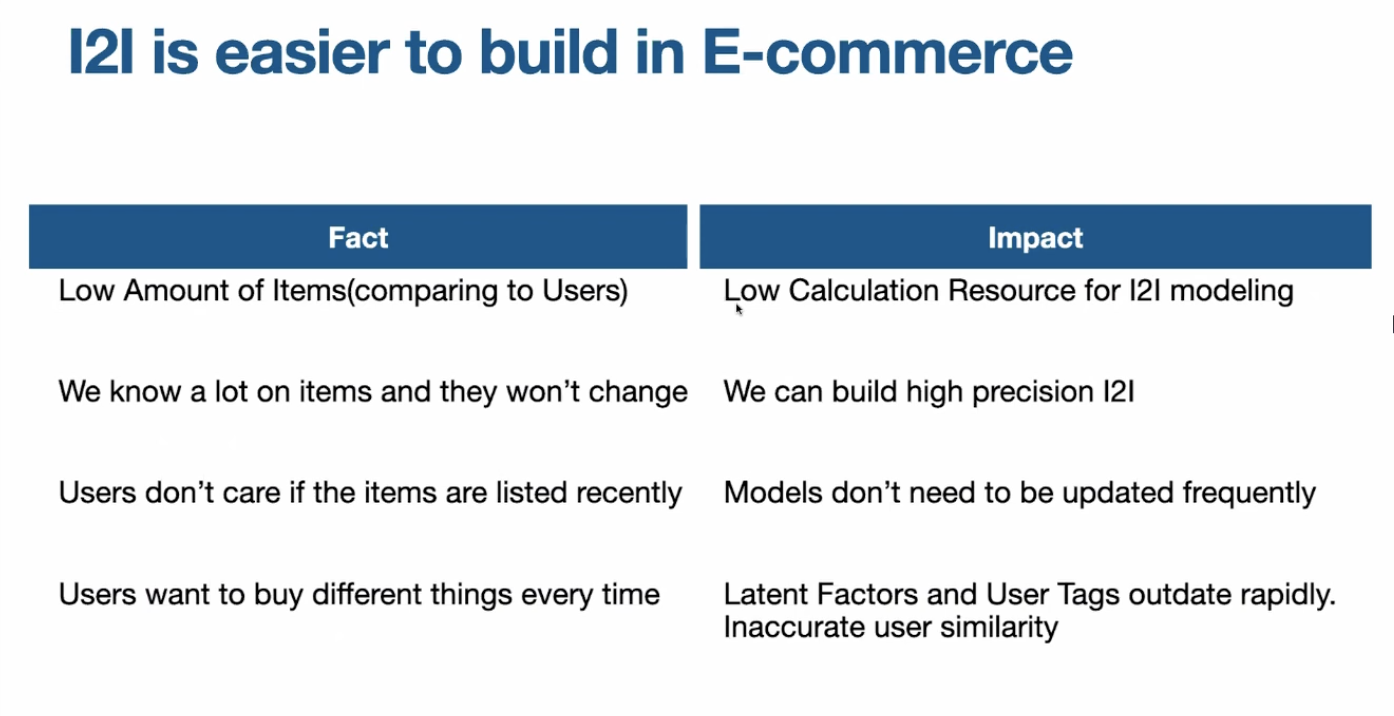 I2I is easier to build in E-commerce
Fact
Impact
Low Amount of Items(comparing to Users)
Low Calculation Resource for I2I modeling
We know a lot on items and they won't change
We can build high precision I2I
Users don't care if the items are listed recently
Models don't need to be updated frequently
Users want to buy different things every time
Latent Factors and User Tags outdate rapidly.
Inaccurate user similarity